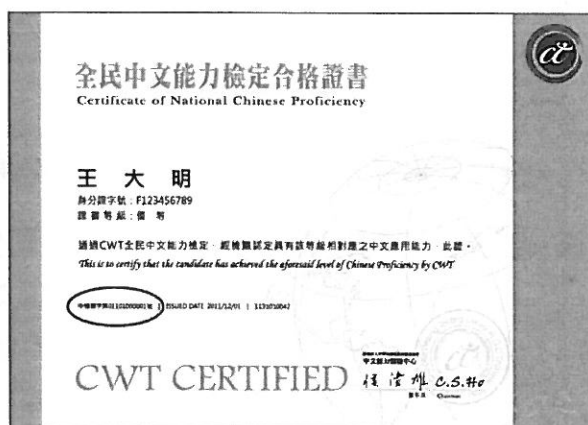 全民中文能力檢定合格證書
Certificate of National Chinese Proficiency
王 大 明
身分證字號：F123456789
證書等級：優 等
通過CWT全民中文能力檢定，經檢測認定具有該等級相對應之中文應用能力，此證。
This is to certify that the candidate has achieved the aforesaid level of Chinese Proficiency by CWT
ISSUED DATE 2011/12/01 | 1131010042
CWT CERTIFIED
C.S.Ho
Chairman